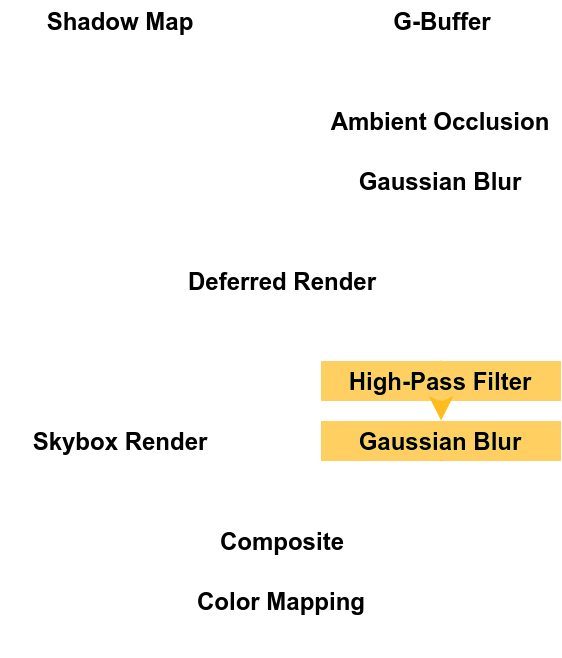 Shadow Map
G-Buffer
Ambient Occlusion
Gaussian Blur
Deferred Render
High-Pass Filter
Skybox Render
Gaussian Blur
Composite
Color Mapping